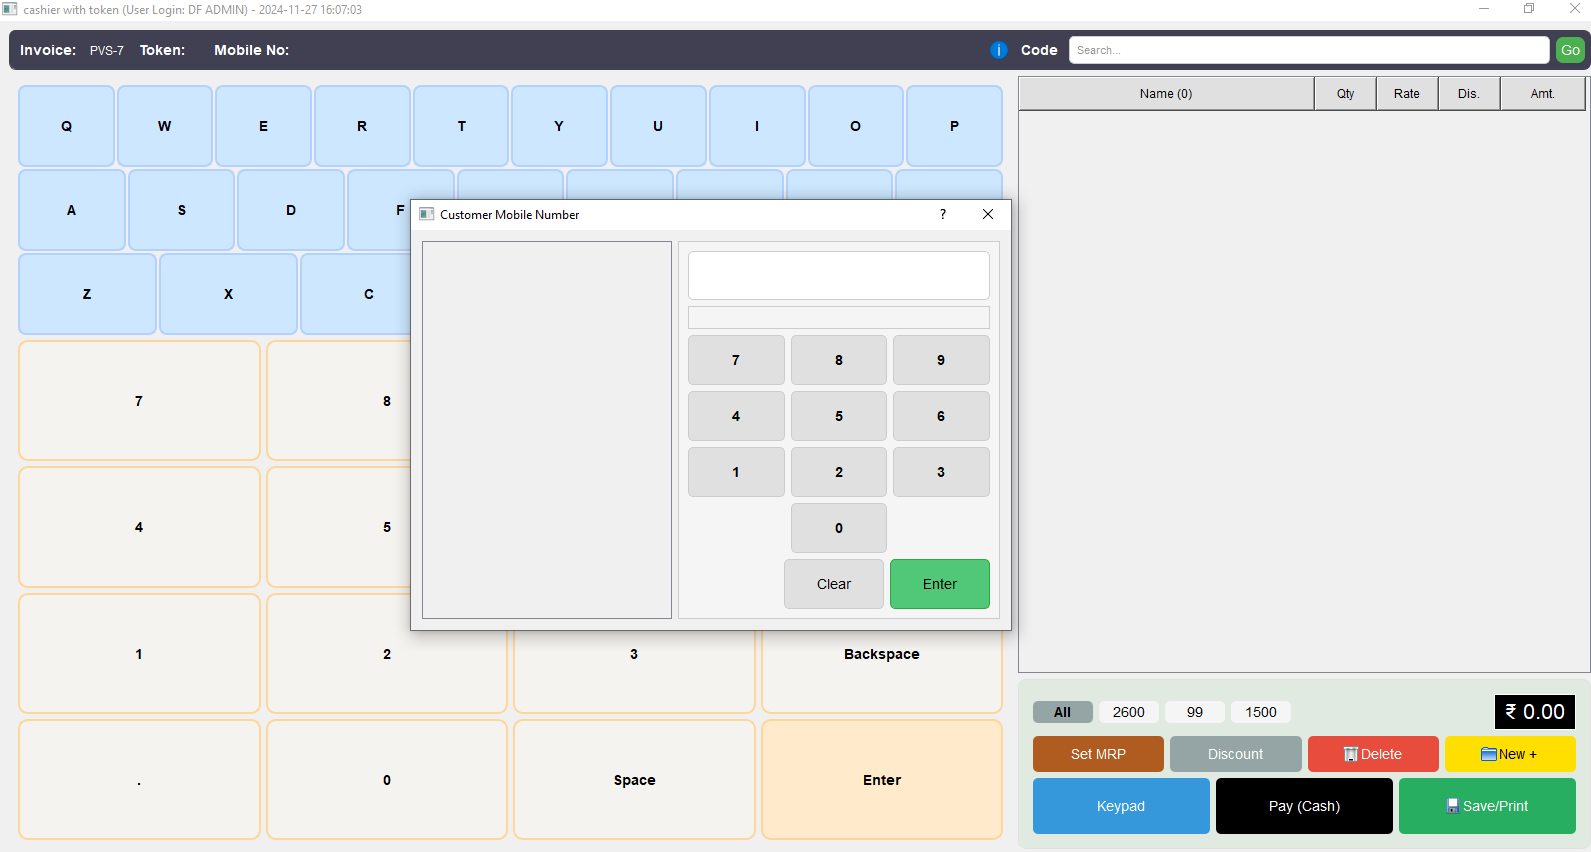 cashier with token (User Login: DF ADMIN) - 2024-11-27 16:07:03
Invoice: PVS-7 Token: Mobile No: i Code Search... Go
Name (0) Qty Rate Dis. Amt.
Q W E R T Y U I O P
A S D F
Z X C
7 8
4 5
1 2 3 Backspace
. 0 Space Enter
Customer Mobile Number ?
7 8 9
4 5 6
1 2 3
0
Clear Enter
All 2600 99 1500 ₹ 0.00
Set MRP Discount Delete New +
Keypad Pay (Cash) Save/Print